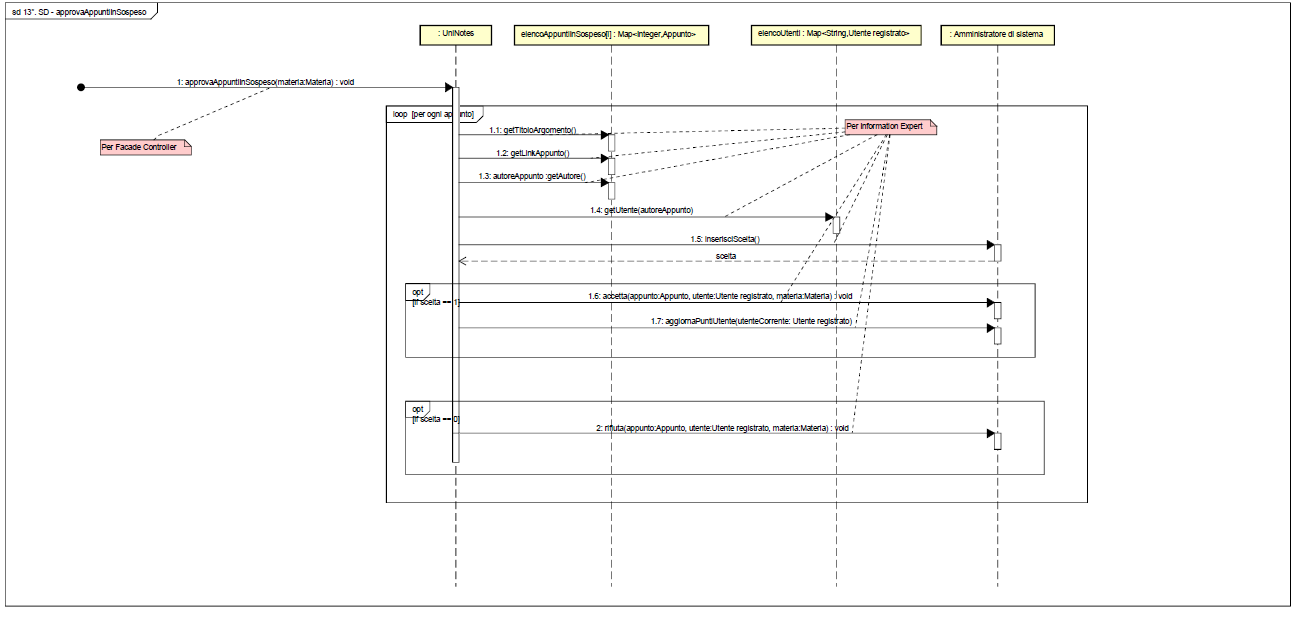 sd 13*. SD - approvaAppuntiInSospeso
: UniNotes
elencoAppuntiInSospeso[i] : Map<Integer,Appunto>
elencoUtenti : Map<String,Utente registrato>
: Amministratore di sistema
1: approvaAppuntiInSospeso(materia:Materia) : void
loop [per ogni appunto]
Per Information Expert
1.1: getTitoloArgomento()
Per Facade Controller
1.2: getLinkAppunto()
1.3: autoreAppunto :getAutore()
1.4: getUtente(autoreAppunto)
1.5: inserisciScelta()
scelta
opt
[if scelta == 1]
1.6: accetta(appunto:Appunto, utente:Utente registrato, materia:Materia) : void
1.7: aggiornaPuntiUtente(utenteCorrente: Utente registrato)
opt
[if scelta == 0]
2: rifiuta(appunto:Appunto, utente:Utente registrato, materia:Materia) : void